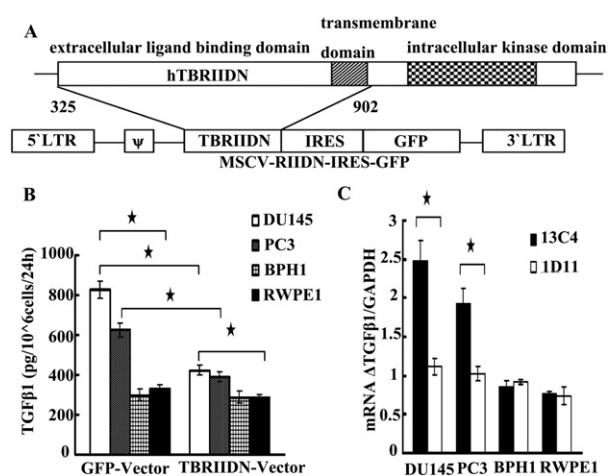 A
extracellular ligand binding domain
transmembrane
domain
intracellular kinase domain
hTBRIIDN
325
902
5`LTR
ψ
TBRIIDN
IRES
GFP
3`LTR
MSCV-RIIDN-IRES-GFP
B
TGFβ1 (pg/10^6cells/24h)
1000
800
600
400
200
0
DU145
PC3
BPH1
RWPE1
GFP-Vector
TBRIIDN-Vector
C
mRNA ΔTGFβ1/GAPDH
3
2.5
2
1.5
1
0.5
0
13C4
1D11
DU145
PC3
BPH1
RWPE1